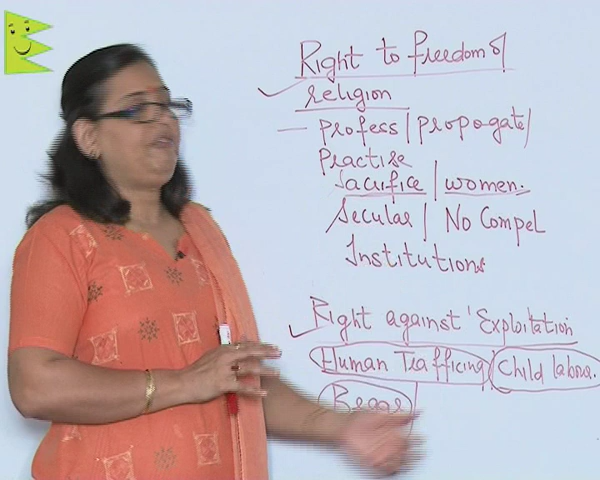 Right to freedom of
religion
— Profess / propogate /
Practise
Sacrifice / women.
Secular / No Compel
Institutions
Right against Exploitation
Human Trafficing / Child labour.
Begar